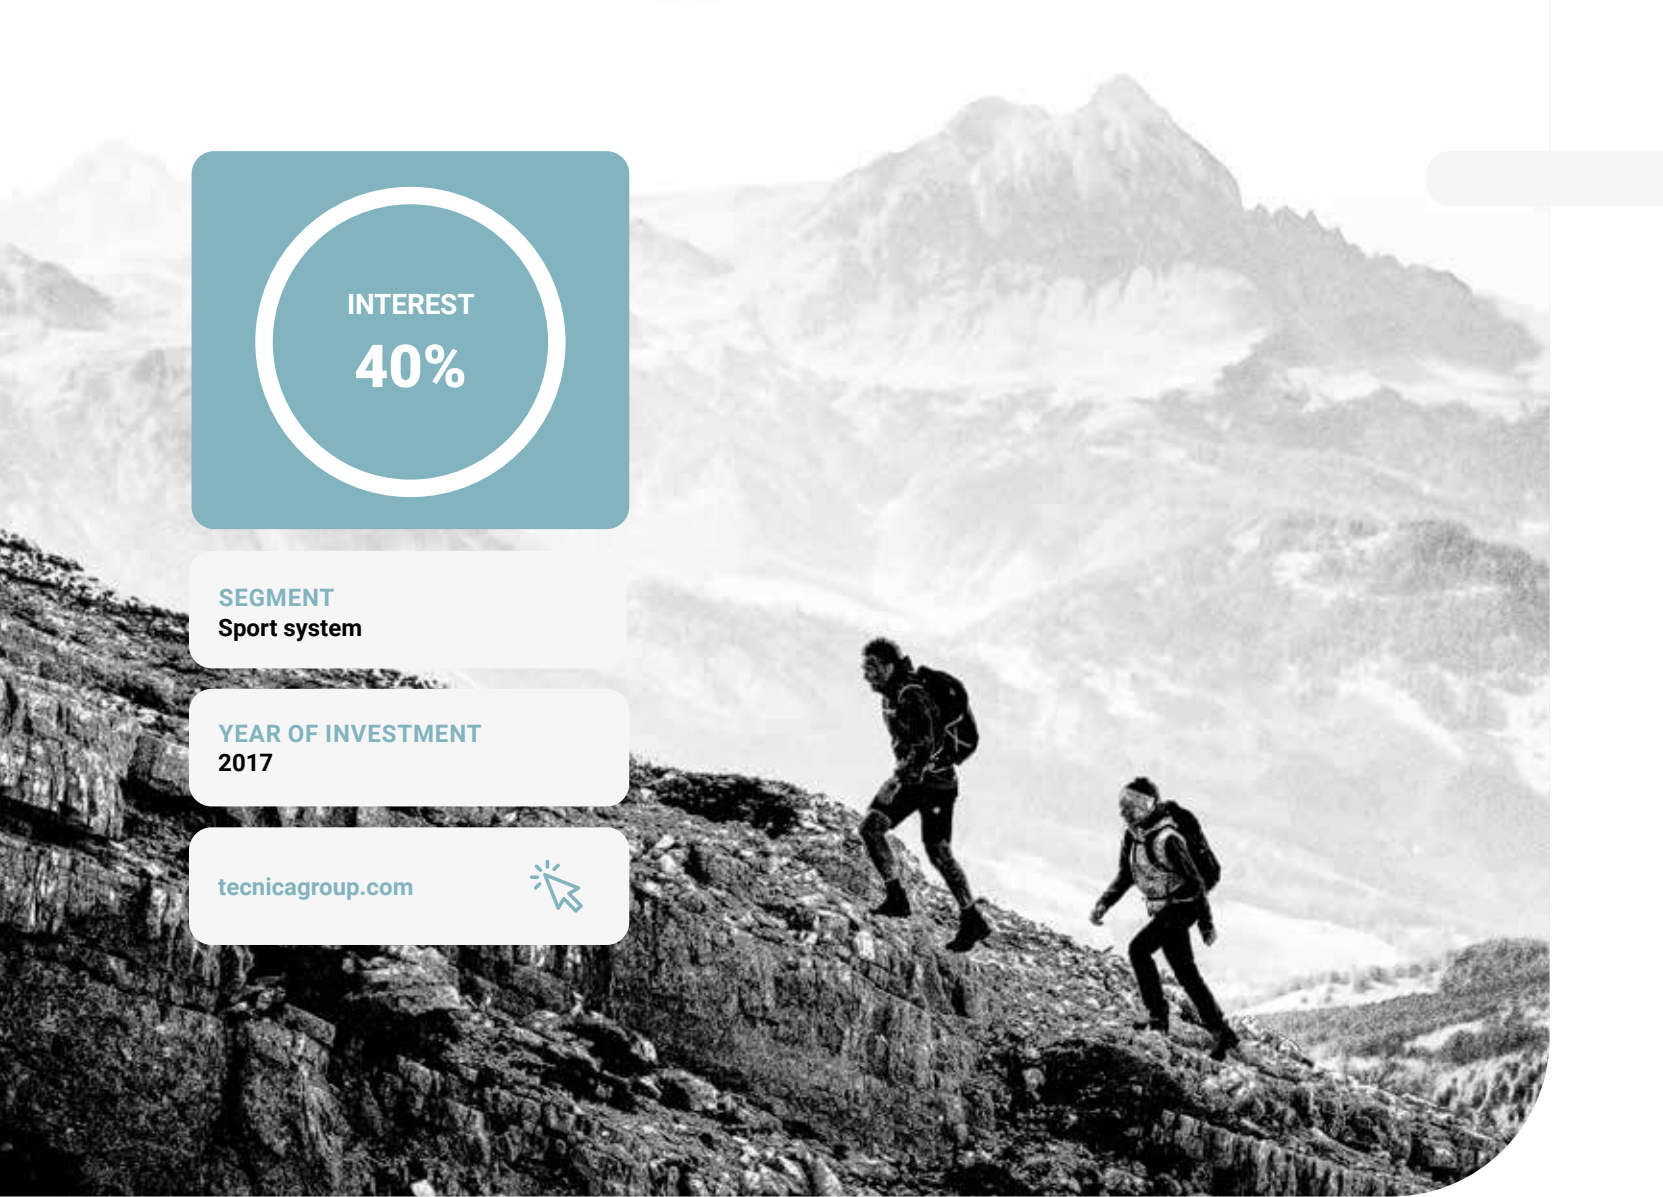 INTEREST
40%
SEGMENT
Sport system
YEAR OF INVESTMENT
2017
tecnicagroup.com